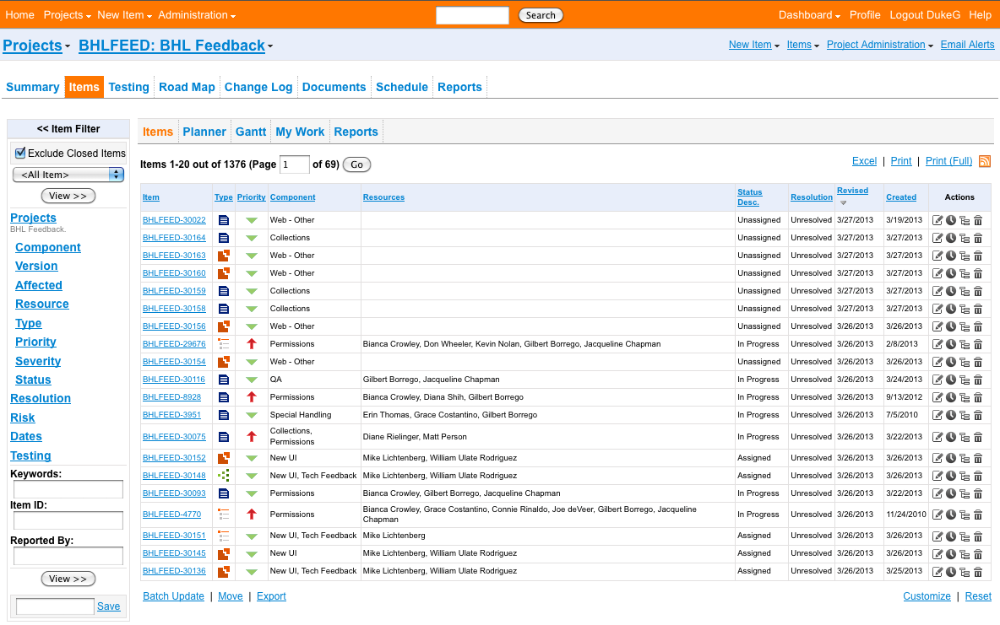 Home Projects New Item Administration Search Dashboard Profile Logout DukeG Help
Projects BHLFEED: BHL Feedback New Item Items Project Administration Email Alerts
Summary Items Testing Road Map Change Log Documents Schedule Reports
<< Item Filter
Exclude Closed Items
<All Item>
View >>
Projects
BHL Feedback.
Component
Version
Affected
Resource
Type
Priority
Severity
Status
Resolution
Risk
Dates
Testing
Keywords:
Item ID:
Reported By:
View >>
Save
Items Planner Gantt My Work Reports
Items 1-20 out of 1376 (Page 1 of 69) Go Excel | Print | Print (Full)
Item Type Priority Component Resources Status Desc. Resolution Revised Created Actions
BHLFEED-30022 Web - Other Unassigned Unresolved 3/27/2013 3/19/2013
BHLFEED-30164 Collections Unassigned Unresolved 3/27/2013 3/27/2013
BHLFEED-30163 Web - Other Unassigned Unresolved 3/27/2013 3/27/2013
BHLFEED-30160 Web - Other Unassigned Unresolved 3/27/2013 3/27/2013
BHLFEED-30159 Collections Unassigned Unresolved 3/27/2013 3/27/2013
BHLFEED-30158 Collections Unassigned Unresolved 3/27/2013 3/27/2013
BHLFEED-30156 Web - Other Unassigned Unresolved 3/26/2013 3/26/2013
BHLFEED-29676 Permissions Bianca Crowley, Don Wheeler, Kevin Nolan, Gilbert Borrego, Jacqueline Chapman In Progress Unresolved 3/26/2013 2/8/2013
BHLFEED-30154 Web - Other Unassigned Unresolved 3/26/2013 3/26/2013
BHLFEED-30116 QA Gilbert Borrego, Jacqueline Chapman In Progress Unresolved 3/26/2013 3/24/2013
BHLFEED-8928 Permissions Bianca Crowley, Diana Shih, Gilbert Borrego In Progress Unresolved 3/26/2013 9/13/2012
BHLFEED-3951 Special Handling Erin Thomas, Grace Costantino, Gilbert Borrego In Progress Unresolved 3/26/2013 7/5/2010
BHLFEED-30075 Collections, Permissions Diane Rielinger, Matt Person In Progress Unresolved 3/26/2013 3/22/2013
BHLFEED-30152 New UI Mike Lichtenberg, William Ulate Rodriguez Assigned Unresolved 3/26/2013 3/26/2013
BHLFEED-30148 New UI, Tech Feedback Mike Lichtenberg, William Ulate Rodriguez Assigned Unresolved 3/26/2013 3/26/2013
BHLFEED-30093 Permissions Bianca Crowley, Gilbert Borrego, Jacqueline Chapman In Progress Unresolved 3/26/2013 3/22/2013
BHLFEED-4770 Permissions Bianca Crowley, Grace Costantino, Connie Rinaldo, Joe deVeer, Gilbert Borrego, Jacqueline Chapman In Progress Unresolved 3/26/2013 11/24/2010
BHLFEED-30151 New UI, Tech Feedback Mike Lichtenberg Assigned Unresolved 3/26/2013 3/26/2013
BHLFEED-30145 New UI Mike Lichtenberg, William Ulate Rodriguez Assigned Unresolved 3/26/2013 3/26/2013
BHLFEED-30136 New UI, Tech Feedback Mike Lichtenberg, William Ulate Rodriguez Assigned Unresolved 3/26/2013 3/25/2013
Batch Update | Move | Export Customize | Reset